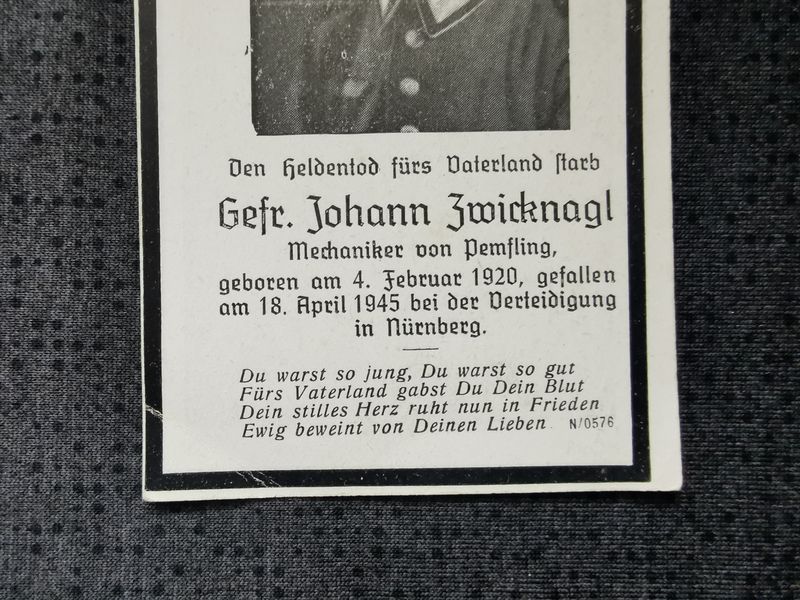 Den Heldentod fürs Vaterland starb
Gefr. Johann Zwicknagl
Mechaniker von Pemfling,
geboren am 4. Februar 1920, gefallen
am 18. April 1945 bei der Verteidigung
in Nürnberg.
Du warst so jung, Du warst so gut
Fürs Vaterland gabst Du Dein Blut
Dein stilles Herz ruht nun in Frieden
Ewig beweint von Deinen Lieben N/0576